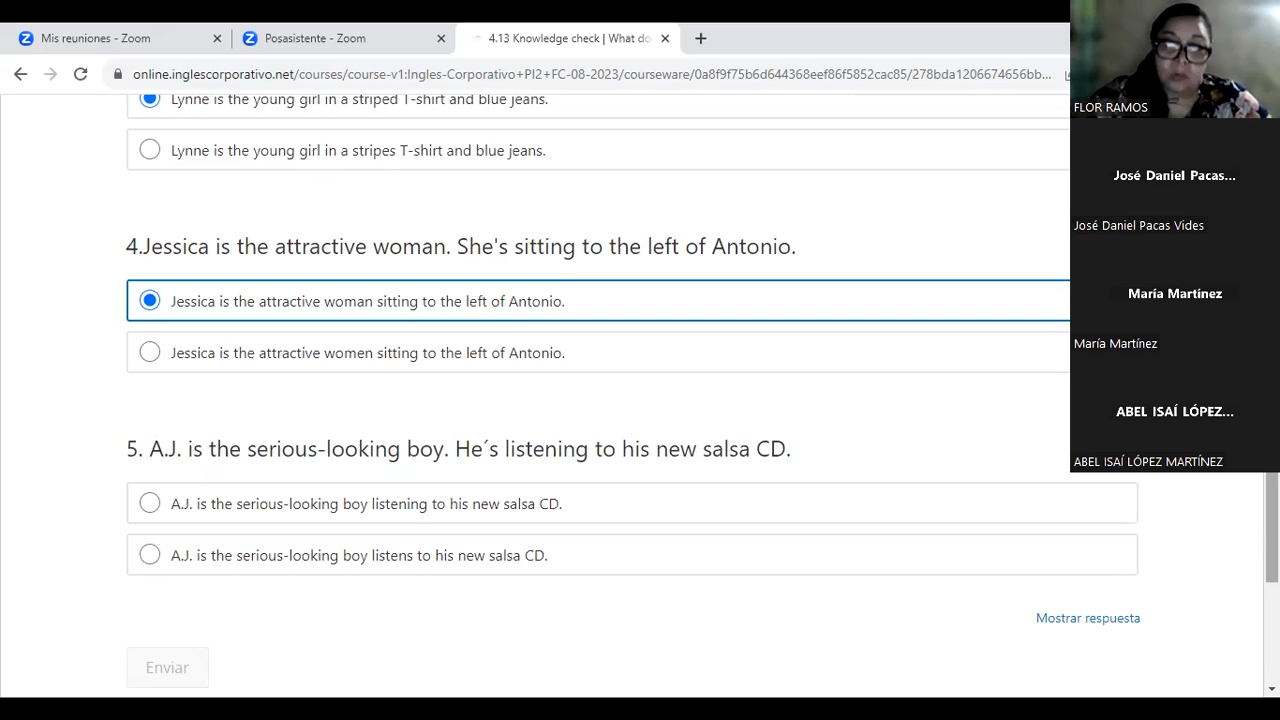 Mis reuniones - Zoom
Posasistente - Zoom
4.13 Knowledge check | What do
online.inglescorporativo.net/courses/course-v1:Ingles-Corporativo+PI2+FC-08-2023/courseware/0a8f9f75b6d644368eef86f5852cac85/278bda1206674656bb...
FLOR RAMOS
Lynne is the young girl in a striped T-shirt and blue jeans.
Lynne is the young girl in a stripes T-shirt and blue jeans.
José Daniel Pacas...
José Daniel Pacas Vides
4.Jessica is the attractive woman. She's sitting to the left of Antonio.
María Martínez
Jessica is the attractive woman sitting to the left of Antonio.
María Martínez
Jessica is the attractive women sitting to the left of Antonio.
ABEL ISAÍ LÓPEZ...
ABEL ISAÍ LÓPEZ MARTÍNEZ
5. A.J. is the serious-looking boy. He´s listening to his new salsa CD.
A.J. is the serious-looking boy listening to his new salsa CD.
A.J. is the serious-looking boy listens to his new salsa CD.
Mostrar respuesta
Enviar